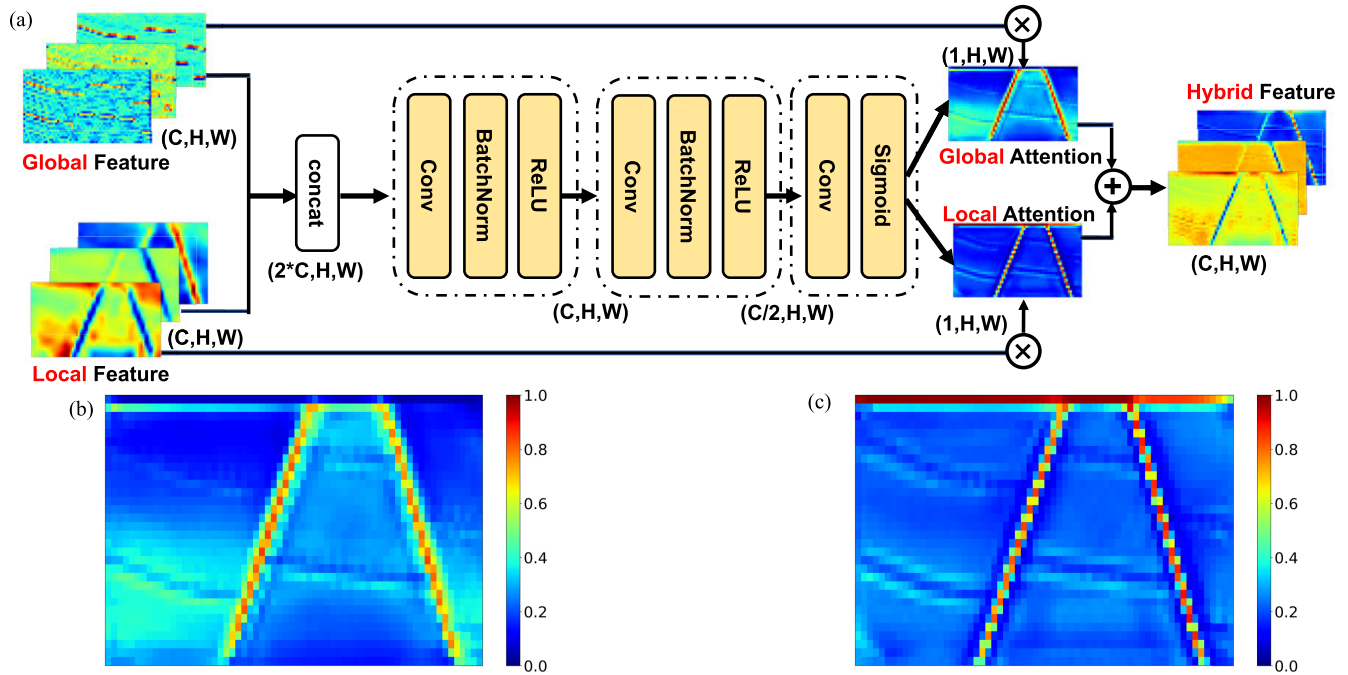 (a)
(1,H,W)
(C,H,W)
Global Feature
concat
(2*C,H,W)
Conv
BatchNorm
ReLU
(C,H,W)
Conv
BatchNorm
ReLU
(C/2,H,W)
Conv
Sigmoid
Global Attention
Local Attention
(1,H,W)
Hybrid Feature
(C,H,W)
(C,H,W)
Local Feature
(b)
1.0
0.8
0.6
0.4
0.2
0.0
(c)
1.0
0.8
0.6
0.4
0.2
0.0